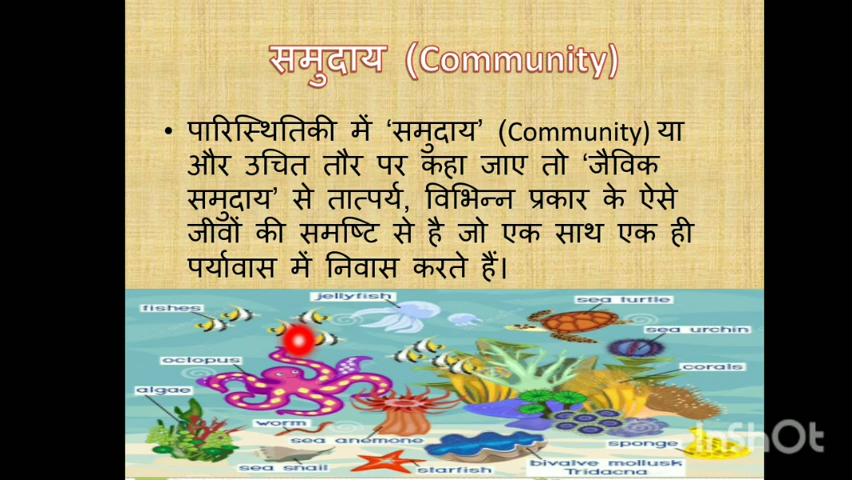 समुदाय (Community)
• पारिस्थितिकी में ‘समुदाय’ (Community) या
और उचित तौर पर कहा जाए तो ‘जैविक
समुदाय’ से तात्पर्य, विभिन्न प्रकार के ऐसे
जीवों की समष्टि से है जो एक साथ एक ही
पर्यावास में निवास करते हैं।
jellyfish
sea turtle
fishes
sea urchin
octopus
corals
algae
worm
sea anemone
sponge
InShOt
sea snail
starfish
bivalve mollusk
Tridacna